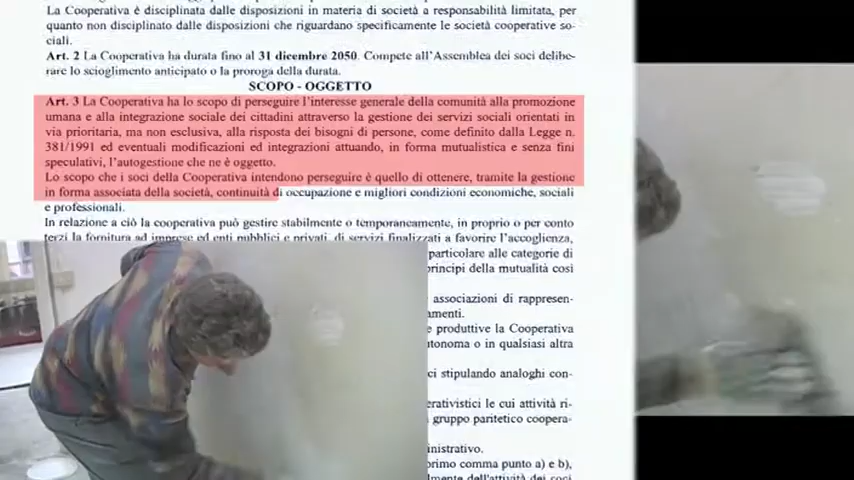 La Cooperativa è disciplinata dalle disposizioni in materia di società a responsabilità limitata, per
quanto non disciplinato dalle disposizioni che riguardano specificamente le società cooperative so-
ciali.
Art. 2 La Cooperativa ha durata fino al 31 dicembre 2050. Compete all'Assemblea dei soci delibe-
rare lo scioglimento anticipato o la proroga della durata.
SCOPO - OGGETTO
Art. 3 La Cooperativa ha lo scopo di perseguire l'interesse generale della comunità alla promozione
umana e alla integrazione sociale dei cittadini attraverso la gestione dei servizi sociali orientati in
via prioritaria, ma non esclusiva, alla risposta dei bisogni di persone, come definito dalla Legge n.
381/1991 ed eventuali modificazioni ed integrazioni attuando, in forma mutualistica e senza fini
speculativi, l'autogestione che ne è oggetto.
Lo scopo che i soci della Cooperativa intendono perseguire è quello di ottenere, tramite la gestione
in forma associata della società, continuità di occupazione e migliori condizioni economiche, sociali
e professionali.
In relazione a ciò la cooperativa può gestire stabilmente o temporaneamente, in proprio o per conto
terzi la fornitura ad imprese ed enti pubblici e privati, di servizi finalizzati a favorire l'accoglienza,
particolare alle categorie di
principi della mutualità così
associazioni di rappresen-
amenti.
e produttive la Cooperativa
utonoma o in qualsiasi altra
ci stipulando analoghi con-
erativistici le cui attività ri-
gruppo paritetico coopera-
inistrativo.
primo comma punto a) e b),
dell'attività dei soci